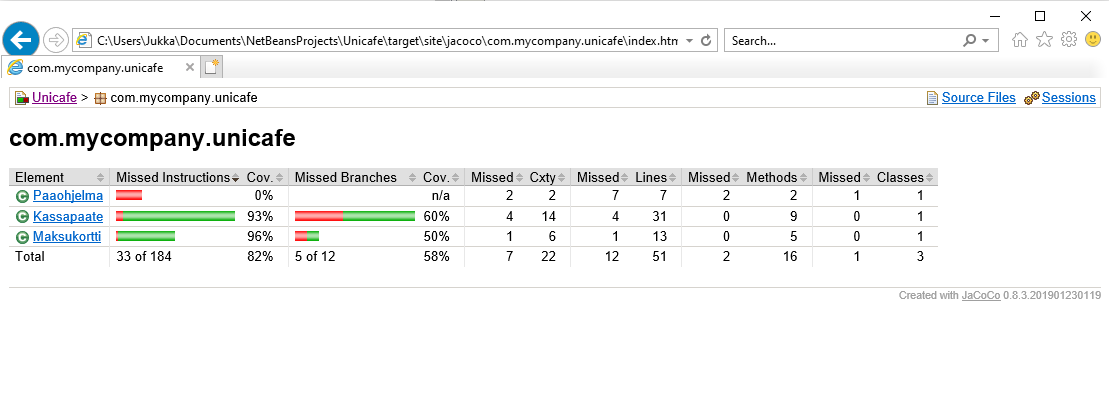 C:\Users\Jukka\Documents\NetBeansProjects\Unicafe\target\site\jacoco\com.mycompany.unicafe\index.htm
Search...
com.mycompany.unicafe
Unicafe > com.mycompany.unicafe Source Files Sessions
com.mycompany.unicafe
Element Missed Instructions Cov. Missed Branches Cov. Missed Cxty Missed Lines Missed Methods Missed Classes
Paaohjelma 0% n/a 2 2 7 7 2 2 1 1
Kassapaate 93% 60% 4 14 4 31 0 9 0 1
Maksukortti 96% 50% 1 6 1 13 0 5 0 1
Total 33 of 184 82% 5 of 12 58% 7 22 12 51 2 16 1 3
Created with JaCoCo 0.8.3.201901230119